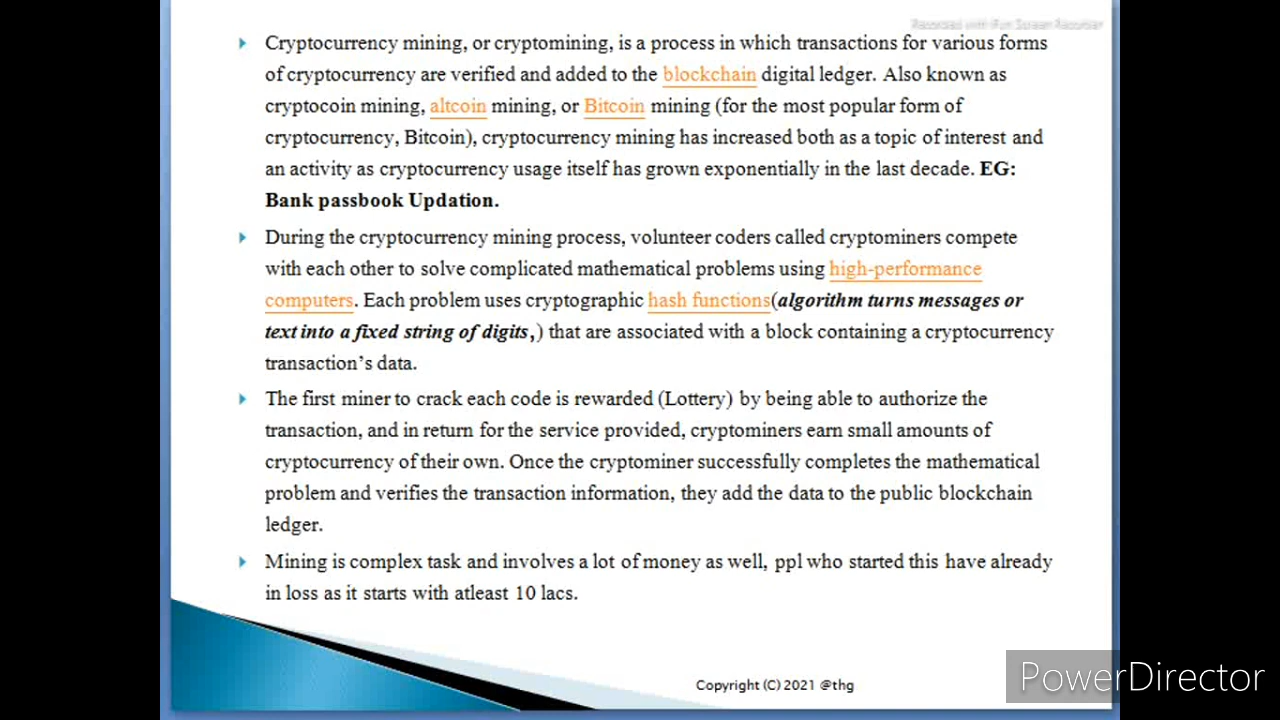 Recorded with iFun Screen Recorder
Cryptocurrency mining, or cryptomining, is a process in which transactions for various forms
of cryptocurrency are verified and added to the blockchain digital ledger. Also known as
cryptocoin mining, altcoin mining, or Bitcoin mining (for the most popular form of
cryptocurrency, Bitcoin), cryptocurrency mining has increased both as a topic of interest and
an activity as cryptocurrency usage itself has grown exponentially in the last decade. EG:
Bank passbook Updation.
During the cryptocurrency mining process, volunteer coders called cryptominers compete
with each other to solve complicated mathematical problems using high-performance
computers. Each problem uses cryptographic hash functions(algorithm turns messages or
text into a fixed string of digits,) that are associated with a block containing a cryptocurrency
transaction’s data.
The first miner to crack each code is rewarded (Lottery) by being able to authorize the
transaction, and in return for the service provided, cryptominers earn small amounts of
cryptocurrency of their own. Once the cryptominer successfully completes the mathematical
problem and verifies the transaction information, they add the data to the public blockchain
ledger.
Mining is complex task and involves a lot of money as well, ppl who started this have already
in loss as it starts with atleast 10 lacs.
Copyright (C) 2021 @thg
PowerDirector